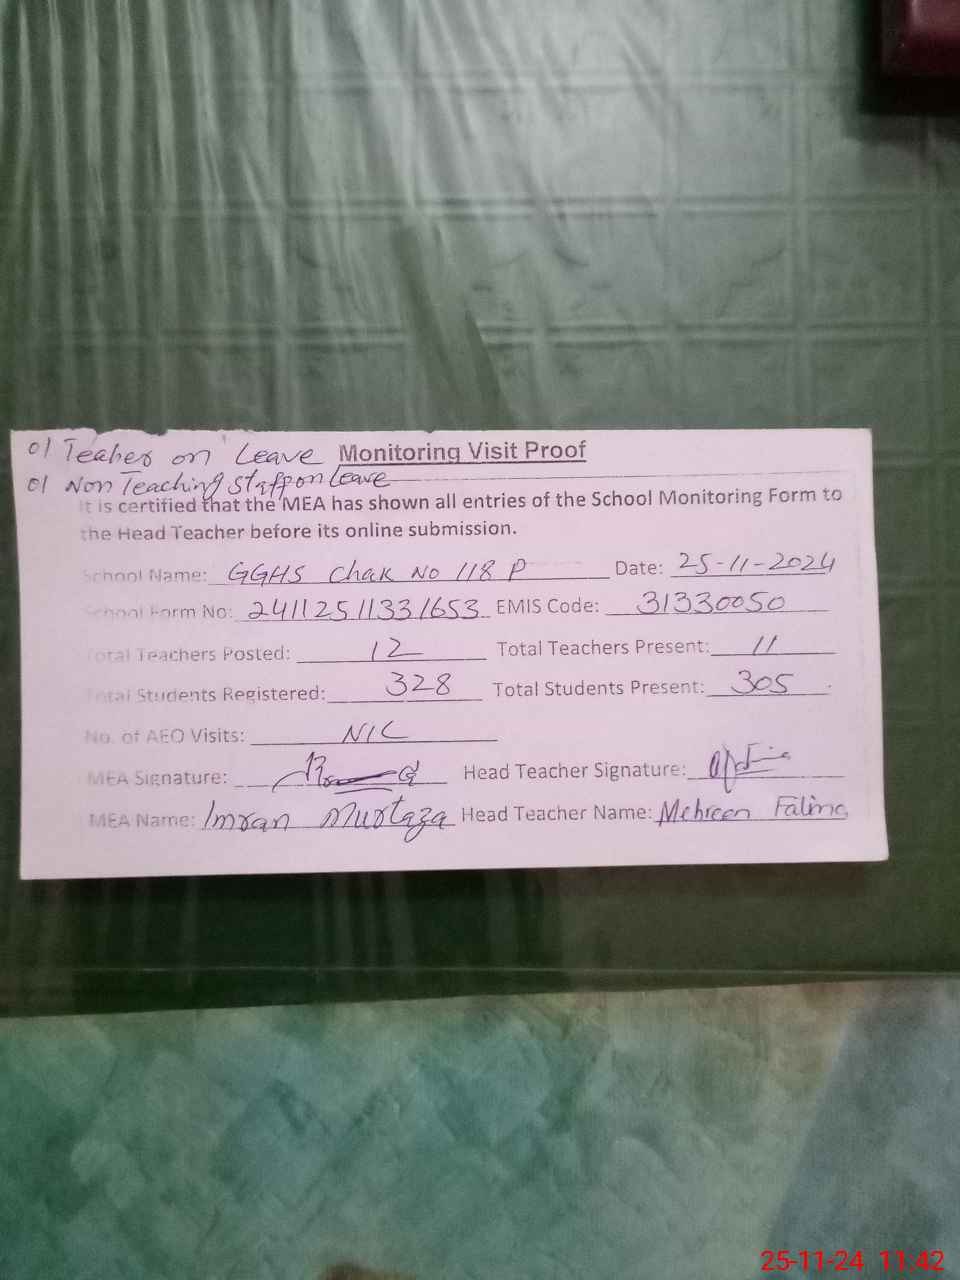 01 Teaher on Leave Monitoring Visit Proof
01 Non Teaching Staff on Leave
It is certified that the MEA has shown all entries of the School Monitoring Form to
the Head Teacher before its online submission.
School Name: GGHS Chak No 118 P Date: 25-11-2024
School Form No: 24112511331653 EMIS Code: 31330050
Total Teachers Posted: 12 Total Teachers Present: 11
Total Students Registered: 328 Total Students Present: 305
No. of AEO Visits: NIL
MEA Signature: Head Teacher Signature:
MEA Name: Imran Murtaza Head Teacher Name: Mehreen Fatima
25-11-24 11:42